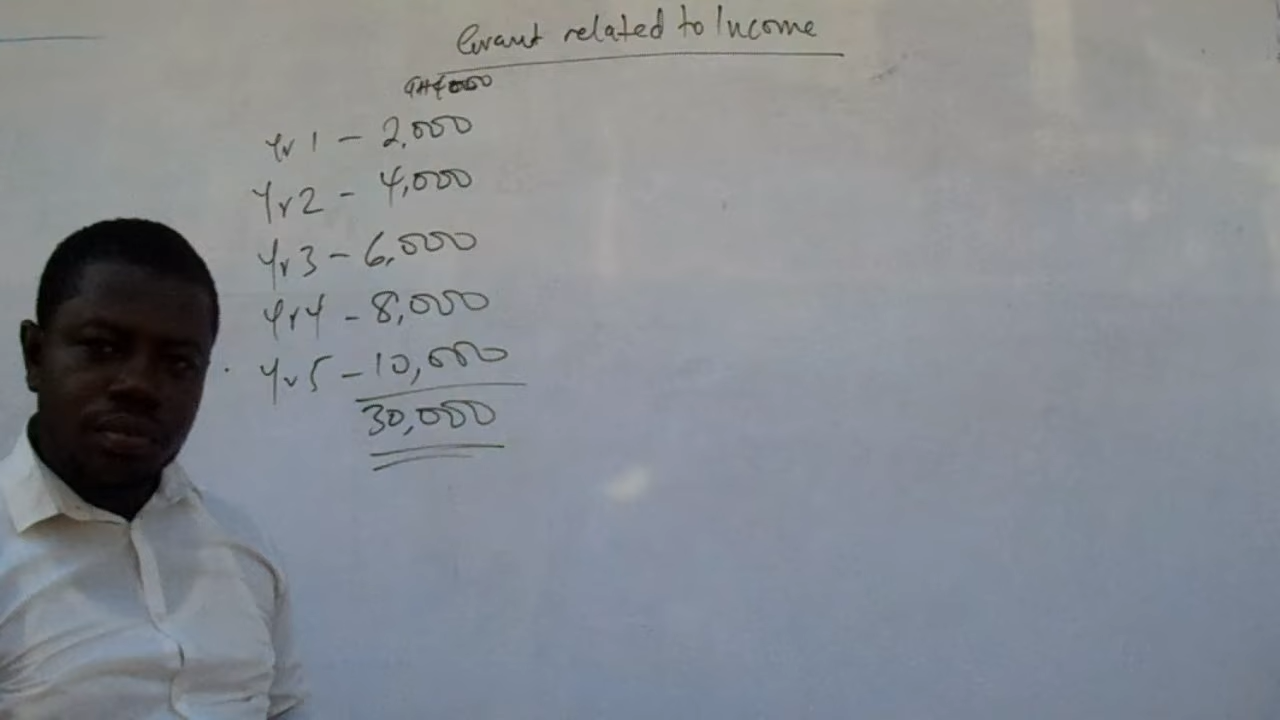 Grant related to Income
GH¢000
Yr 1 - 2,000
Yr 2 - 4,000
Yr 3 - 6,000
Yr 4 - 8,000
Yr 5 - 10,000
30,000